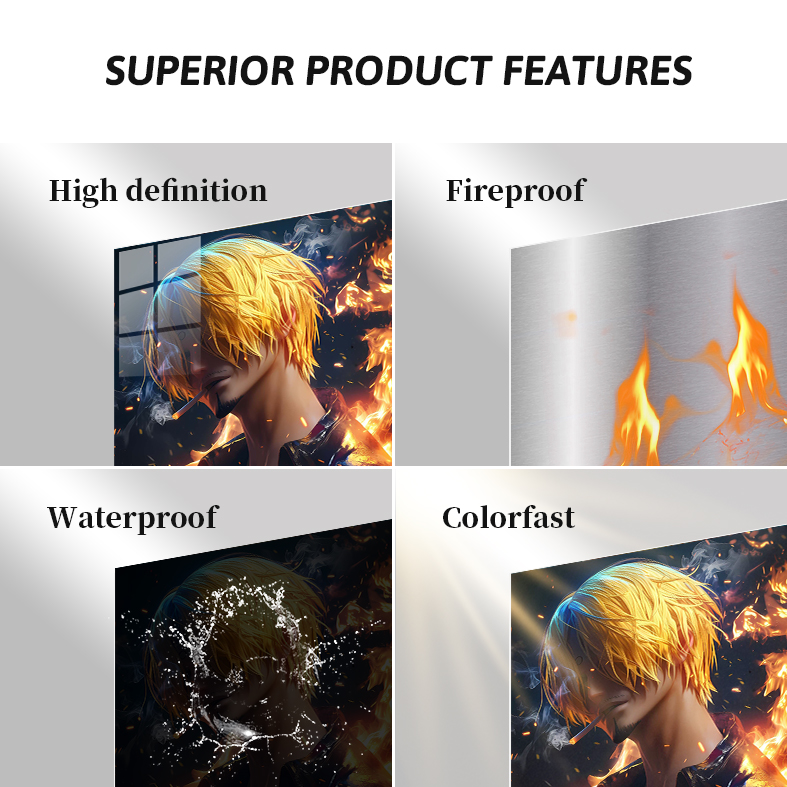 SUPERIOR PRODUCT FEATURES
High definition
Fireproof
Waterproof
Colorfast